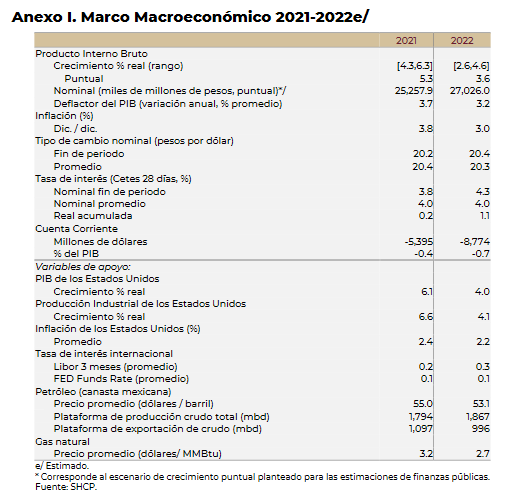 Anexo I. Marco Macroeconómico 2021-2022e/
2021 2022
Producto Interno Bruto
Crecimiento % real (rango) [4.3,6.3] [2.6,4.6]
Puntual 5.3 3.6
Nominal (miles de millones de pesos, puntual)*/ 25,257.9 27,026.0
Deflactor del PIB (variación anual, % promedio) 3.7 3.2
Inflación (%)
Dic. / dic. 3.8 3.0
Tipo de cambio nominal (pesos por dólar)
Fin de periodo 20.2 20.4
Promedio 20.4 20.3
Tasa de interés (Cetes 28 días, %)
Nominal fin de periodo 3.8 4.3
Nominal promedio 4.0 4.0
Real acumulada 0.2 1.1
Cuenta Corriente
Millones de dólares -5,395 -8,774
% del PIB -0.4 -0.7
Variables de apoyo:
PIB de los Estados Unidos
Crecimiento % real 6.1 4.0
Producción Industrial de los Estados Unidos
Crecimiento % real 6.6 4.1
Inflación de los Estados Unidos (%)
Promedio 2.4 2.2
Tasa de interés internacional
Libor 3 meses (promedio) 0.2 0.3
FED Funds Rate (promedio) 0.1 0.1
Petróleo (canasta mexicana)
Precio promedio (dólares / barril) 55.0 53.1
Plataforma de producción crudo total (mbd) 1,794 1,867
Plataforma de exportación de crudo (mbd) 1,097 996
Gas natural
Precio promedio (dólares/ MMBtu) 3.2 2.7
e/ Estimado.
* Corresponde al escenario de crecimiento puntual planteado para las estimaciones de finanzas públicas.
Fuente: SHCP.